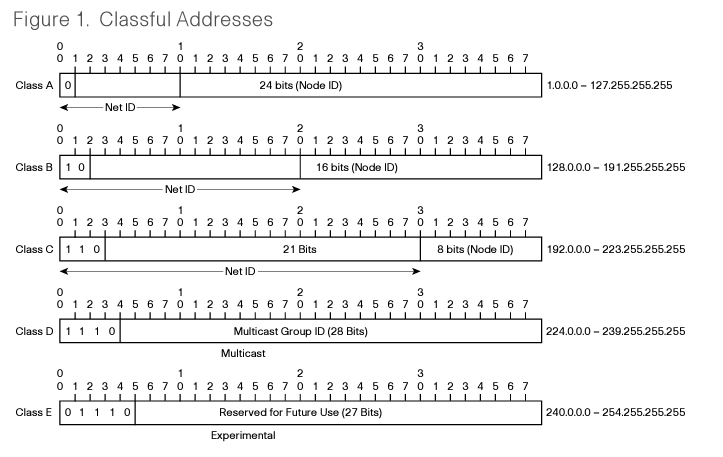 Figure 1. Classful Addresses
0 1 2 3
0 1 2 3 4 5 6 7 0 1 2 3 4 5 6 7 0 1 2 3 4 5 6 7 0 1 2 3 4 5 6 7
Class A 0 24 bits (Node ID) 1.0.0.0 – 127.255.255.255
Net ID
0 1 2 3
0 1 2 3 4 5 6 7 0 1 2 3 4 5 6 7 0 1 2 3 4 5 6 7 0 1 2 3 4 5 6 7
Class B 1 0 16 bits (Node ID) 128.0.0.0 – 191.255.255.255
Net ID
0 1 2 3
0 1 2 3 4 5 6 7 0 1 2 3 4 5 6 7 0 1 2 3 4 5 6 7 0 1 2 3 4 5 6 7
Class C 1 1 0 21 Bits 8 bits (Node ID) 192.0.0.0 – 223.255.255.255
Net ID
0 1 2 3
0 1 2 3 4 5 6 7 0 1 2 3 4 5 6 7 0 1 2 3 4 5 6 7 0 1 2 3 4 5 6 7
Class D 1 1 1 0 Multicast Group ID (28 Bits) 224.0.0.0 – 239.255.255.255
Multicast
0 1 2 3
0 1 2 3 4 5 6 7 0 1 2 3 4 5 6 7 0 1 2 3 4 5 6 7 0 1 2 3 4 5 6 7
Class E 0 1 1 1 0 Reserved for Future Use (27 Bits) 240.0.0.0 – 254.255.255.255
Experimental